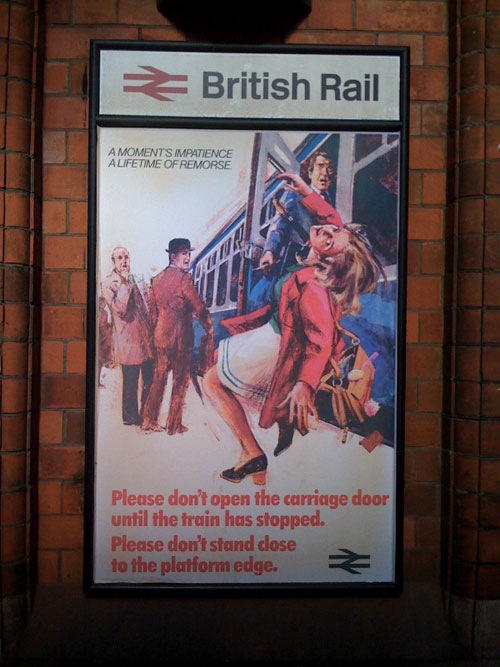 British Rail
A MOMENT'S IMPATIENCE
A LIFETIME OF REMORSE.
Please don't open the carriage door
until the train has stopped.
Please don't stand close
to the platform edge.